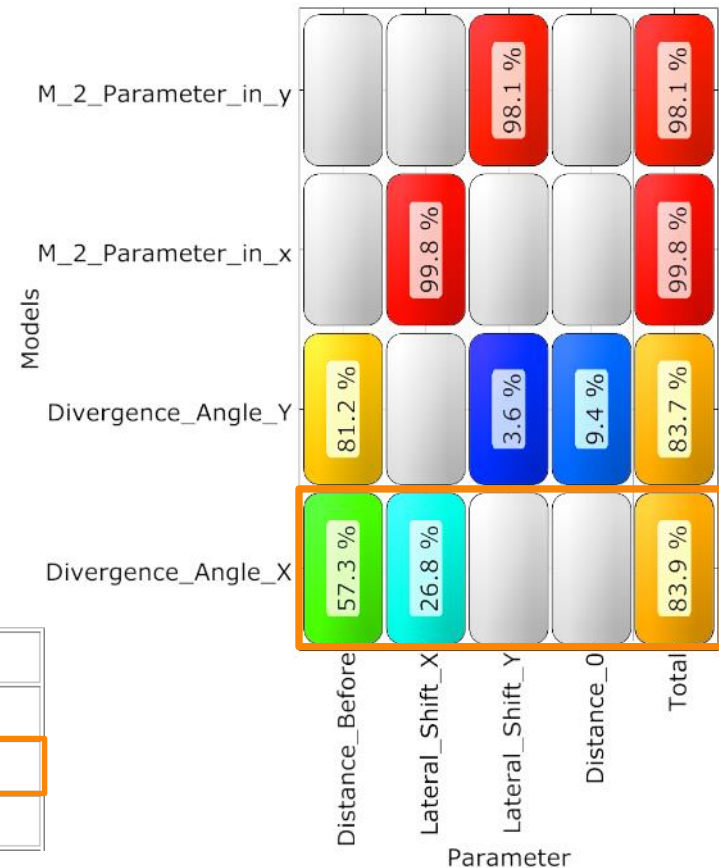 M_2_Parameter_in_y
98.1 %
98.1 %
M_2_Parameter_in_x
99.8 %
99.8 %
Models
Divergence_Angle_Y
81.2 %
3.6 %
9.4 %
83.7 %
Divergence_Angle_X
57.3 %
26.8 %
83.9 %
Distance_Before
Lateral_Shift_X
Lateral_Shift_Y
Distance_0
Total
Parameter